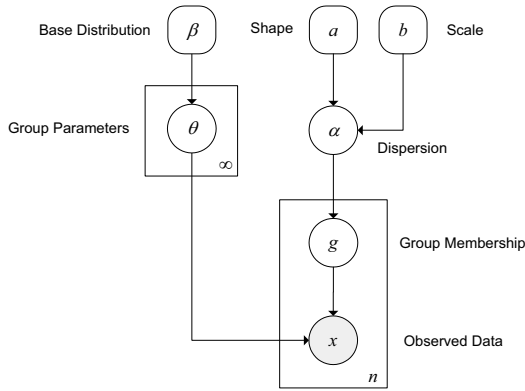 Base Distribution β Shape a b Scale
Group Parameters θ α
∞ Dispersion
g Group Membership
x Observed Data
n